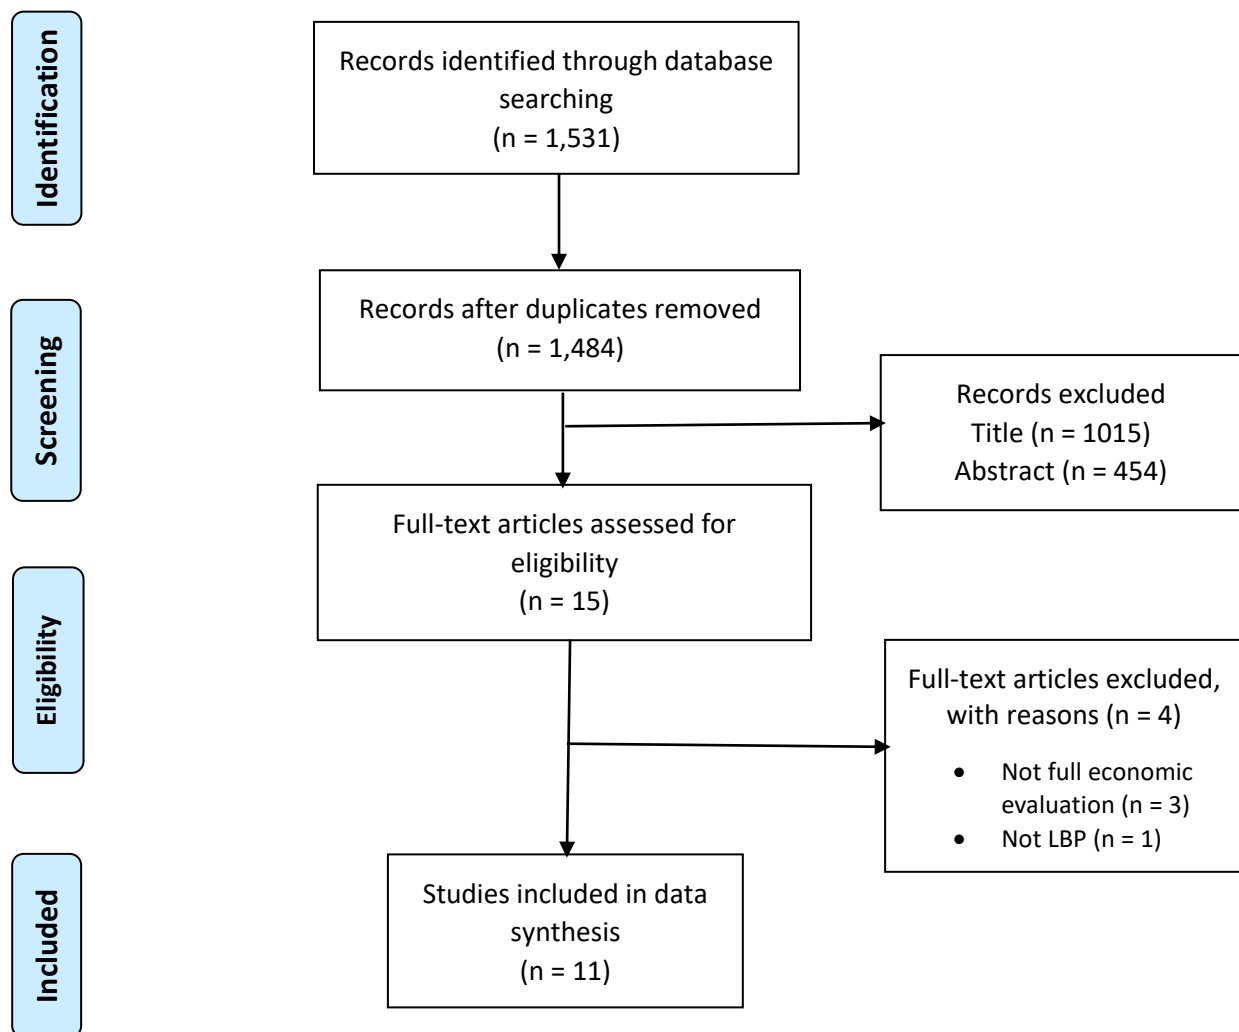 Identification
Records identified through database
searching
(n = 1,531)
Screening
Records after duplicates removed
(n = 1,484)
Records excluded
Title (n = 1015)
Abstract (n = 454)
Eligibility
Full-text articles assessed for
eligibility
(n = 15)
Full-text articles excluded,
with reasons (n = 4)
• Not full economic
evaluation (n = 3)
• Not LBP (n = 1)
Included
Studies included in data
synthesis
(n = 11)